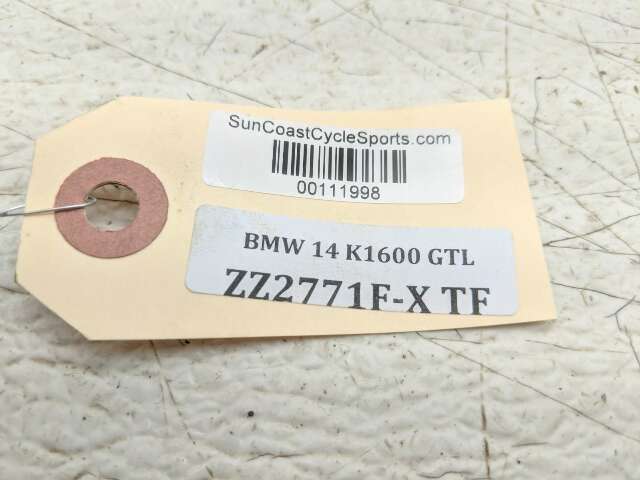 SunCoastCycleSports.com
00111998
BMW 14 K1600 GTL
ZZ2771F-X TF